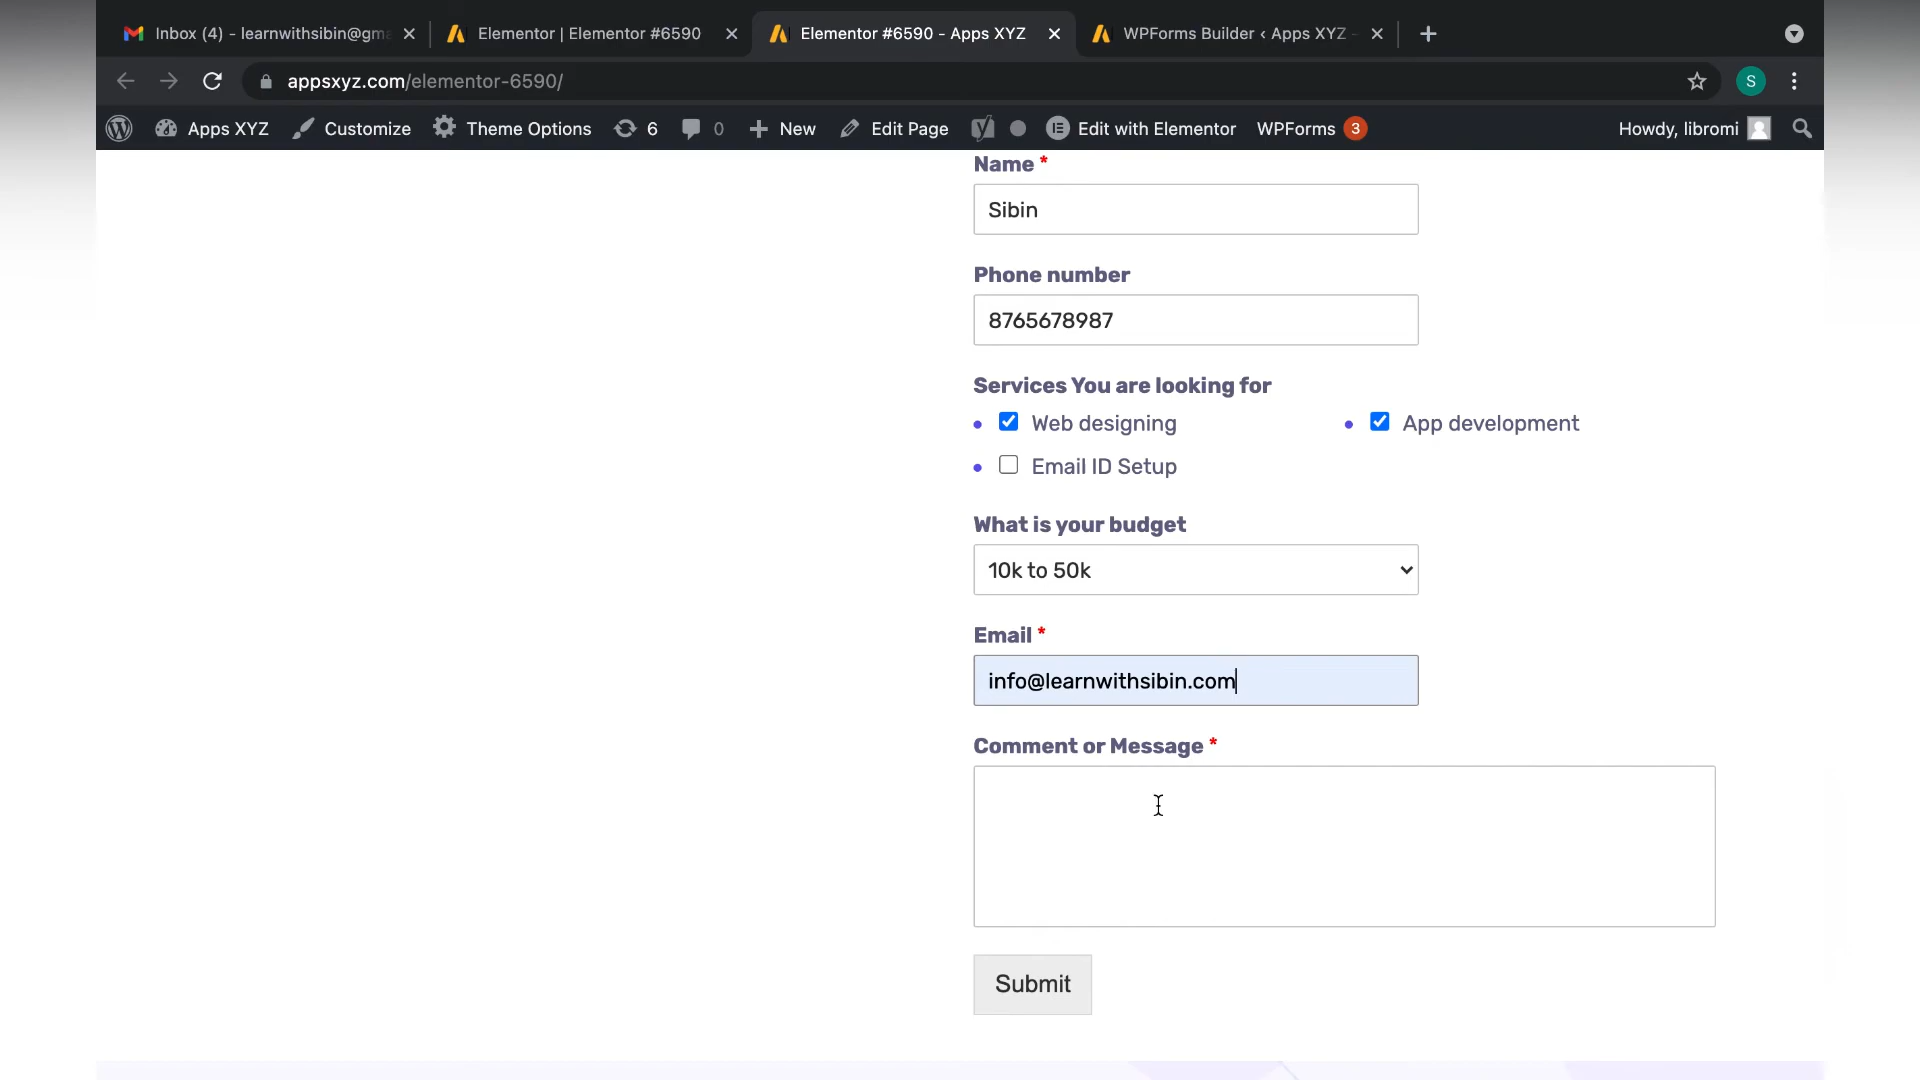 Inbox (4) - learnwithsibin@gma
Elementor | Elementor #6590
Elementor #6590 - Apps XYZ
WPForms Builder ‹ Apps XYZ -
appsxyz.com/elementor-6590/
S
Apps XYZ
Customize
Theme Options
6
0
New
Edit Page
Edit with Elementor
WPForms 3
Howdy, libromi
Name *
Sibin
Phone number
8765678987
Services You are looking for
Web designing
App development
Email ID Setup
What is your budget
10k to 50k
Email *
info@learnwithsibin.com
Comment or Message *
Submit